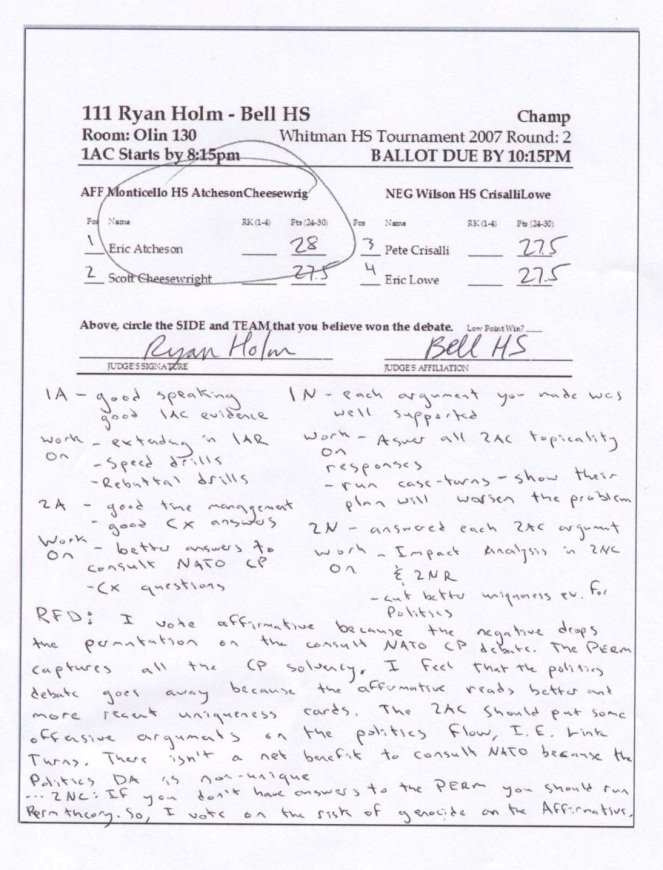 111 Ryan Holm - Bell HS Champ
Room: Olin 130 Whitman HS Tournament 2007 Round: 2
1AC Starts by 8:15pm BALLOT DUE BY 10:15PM
AFF Monticello HS AtchesonCheesewrig NEG Wilson HS CrisalliLowe
Pos Name RK (1-4) Pts (24-30) Pos Name RK (1-4) Pts (24-30)
1 Eric Atcheson 28 3 Pete Crisalli 27.5
2 Scott Cheesewright 27.5 4 Eric Lowe 27.5
Above, circle the SIDE and TEAM that you believe won the debate. Low Point Win?
Ryan Holm Bell HS
JUDGE'S SIGNATURE JUDGE'S AFFILIATION
1A - good speaking
good 1AC evidence
Work on - extending in 1AR
- Speed drills
- Rebuttal drills
2A - good time management
- good CX answers
Work on - better answers to
consult NATO CP
- CX questions
1N - each argument you made was
well supported
Work on - Aswer all 2AC topicality
responses
- run case-turns - show their
plan will worsen the problem
2N - answered each 2AC argument
Work on - Impact Analysis in 2NC
& 2NR
- cut better uniqueness ev. for
Politics
RFD: I vote affirmative because the negative drops
the permutation on the consult NATO CP debate. The PERM
captures all the CP solvency. I feel that the politics
debate goes away because the affirmative reads better and
more recent uniqueness cards. The 2AC should put some
offensive arguments on the politics flow, I.E. Link
Turns. There isn't a net benefit to consult NATO because the
Politics DA is non-unique
... 2NC: If you don't have answers to the PERM you should run
Perm theory. So, I vote on the risk of genocide on the Affirmative.